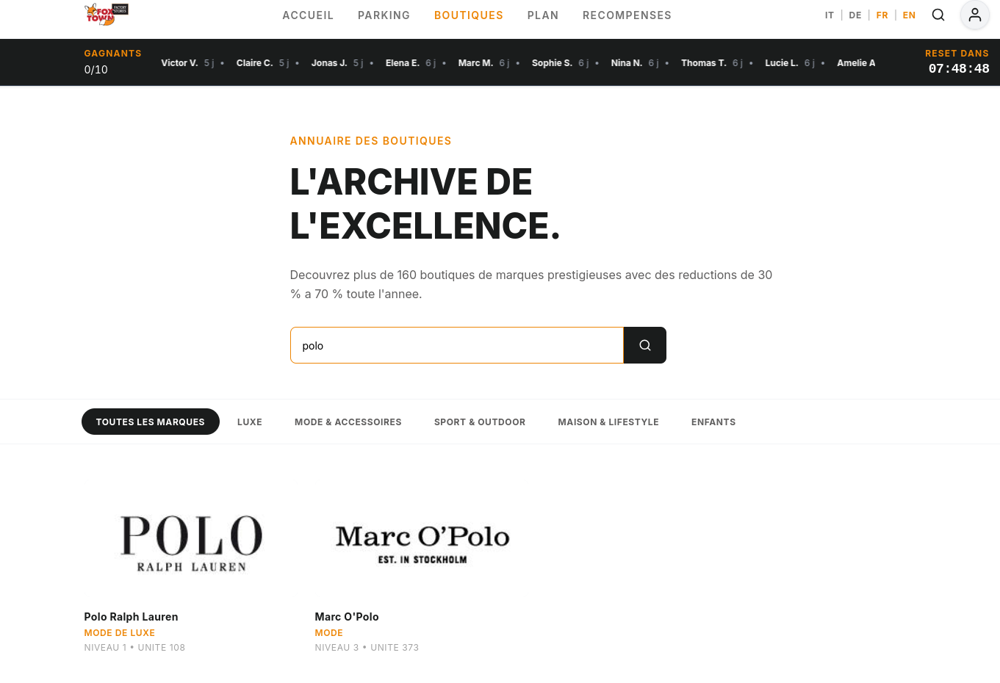 FOX TOWN FACTORY STORES
ACCUEIL PARKING BOUTIQUES PLAN RECOMPENSES
IT | DE | FR | EN
GAGNANTS
0/10
Victor V. 5 j • Claire C. 5 j • Jonas J. 5 j • Elena E. 6 j • Marc M. 6 j • Sophie S. 6 j • Nina N. 6 j • Thomas T. 6 j • Lucie L. 6 j • Amelie A
RESET DANS
07:48:48
ANNUAIRE DES BOUTIQUES
L'ARCHIVE DE
L'EXCELLENCE.
Decouvrez plus de 160 boutiques de marques prestigieuses avec des reductions de 30
% a 70 % toute l'annee.
polo
TOUTES LES MARQUES LUXE MODE & ACCESSOIRES SPORT & OUTDOOR MAISON & LIFESTYLE ENFANTS
POLO
RALPH LAUREN
Marc O'Polo
EST. IN STOCKHOLM
Polo Ralph Lauren
MODE DE LUXE
NIVEAU 1 • UNITE 108
Marc O'Polo
MODE
NIVEAU 3 • UNITE 373